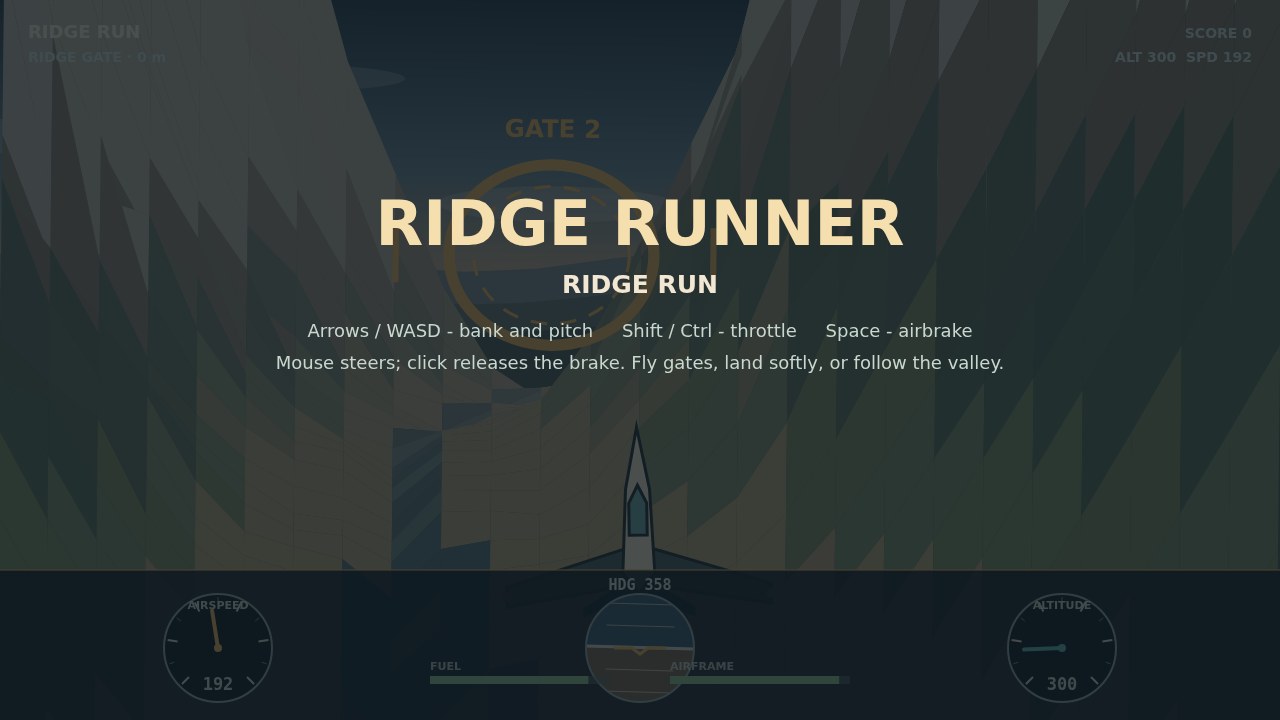 RIDGE RUN
RIDGE GATE · 0 m
SCORE 0
ALT 300 SPD 192
GATE 2
RIDGE RUNNER
RIDGE RUN
Arrows / WASD - bank and pitch Shift / Ctrl - throttle Space - airbrake
Mouse steers; click releases the brake. Fly gates, land softly, or follow the valley.
HDG 358
AIRSPEED
192
FUEL
AIRFRAME
ALTITUDE
300